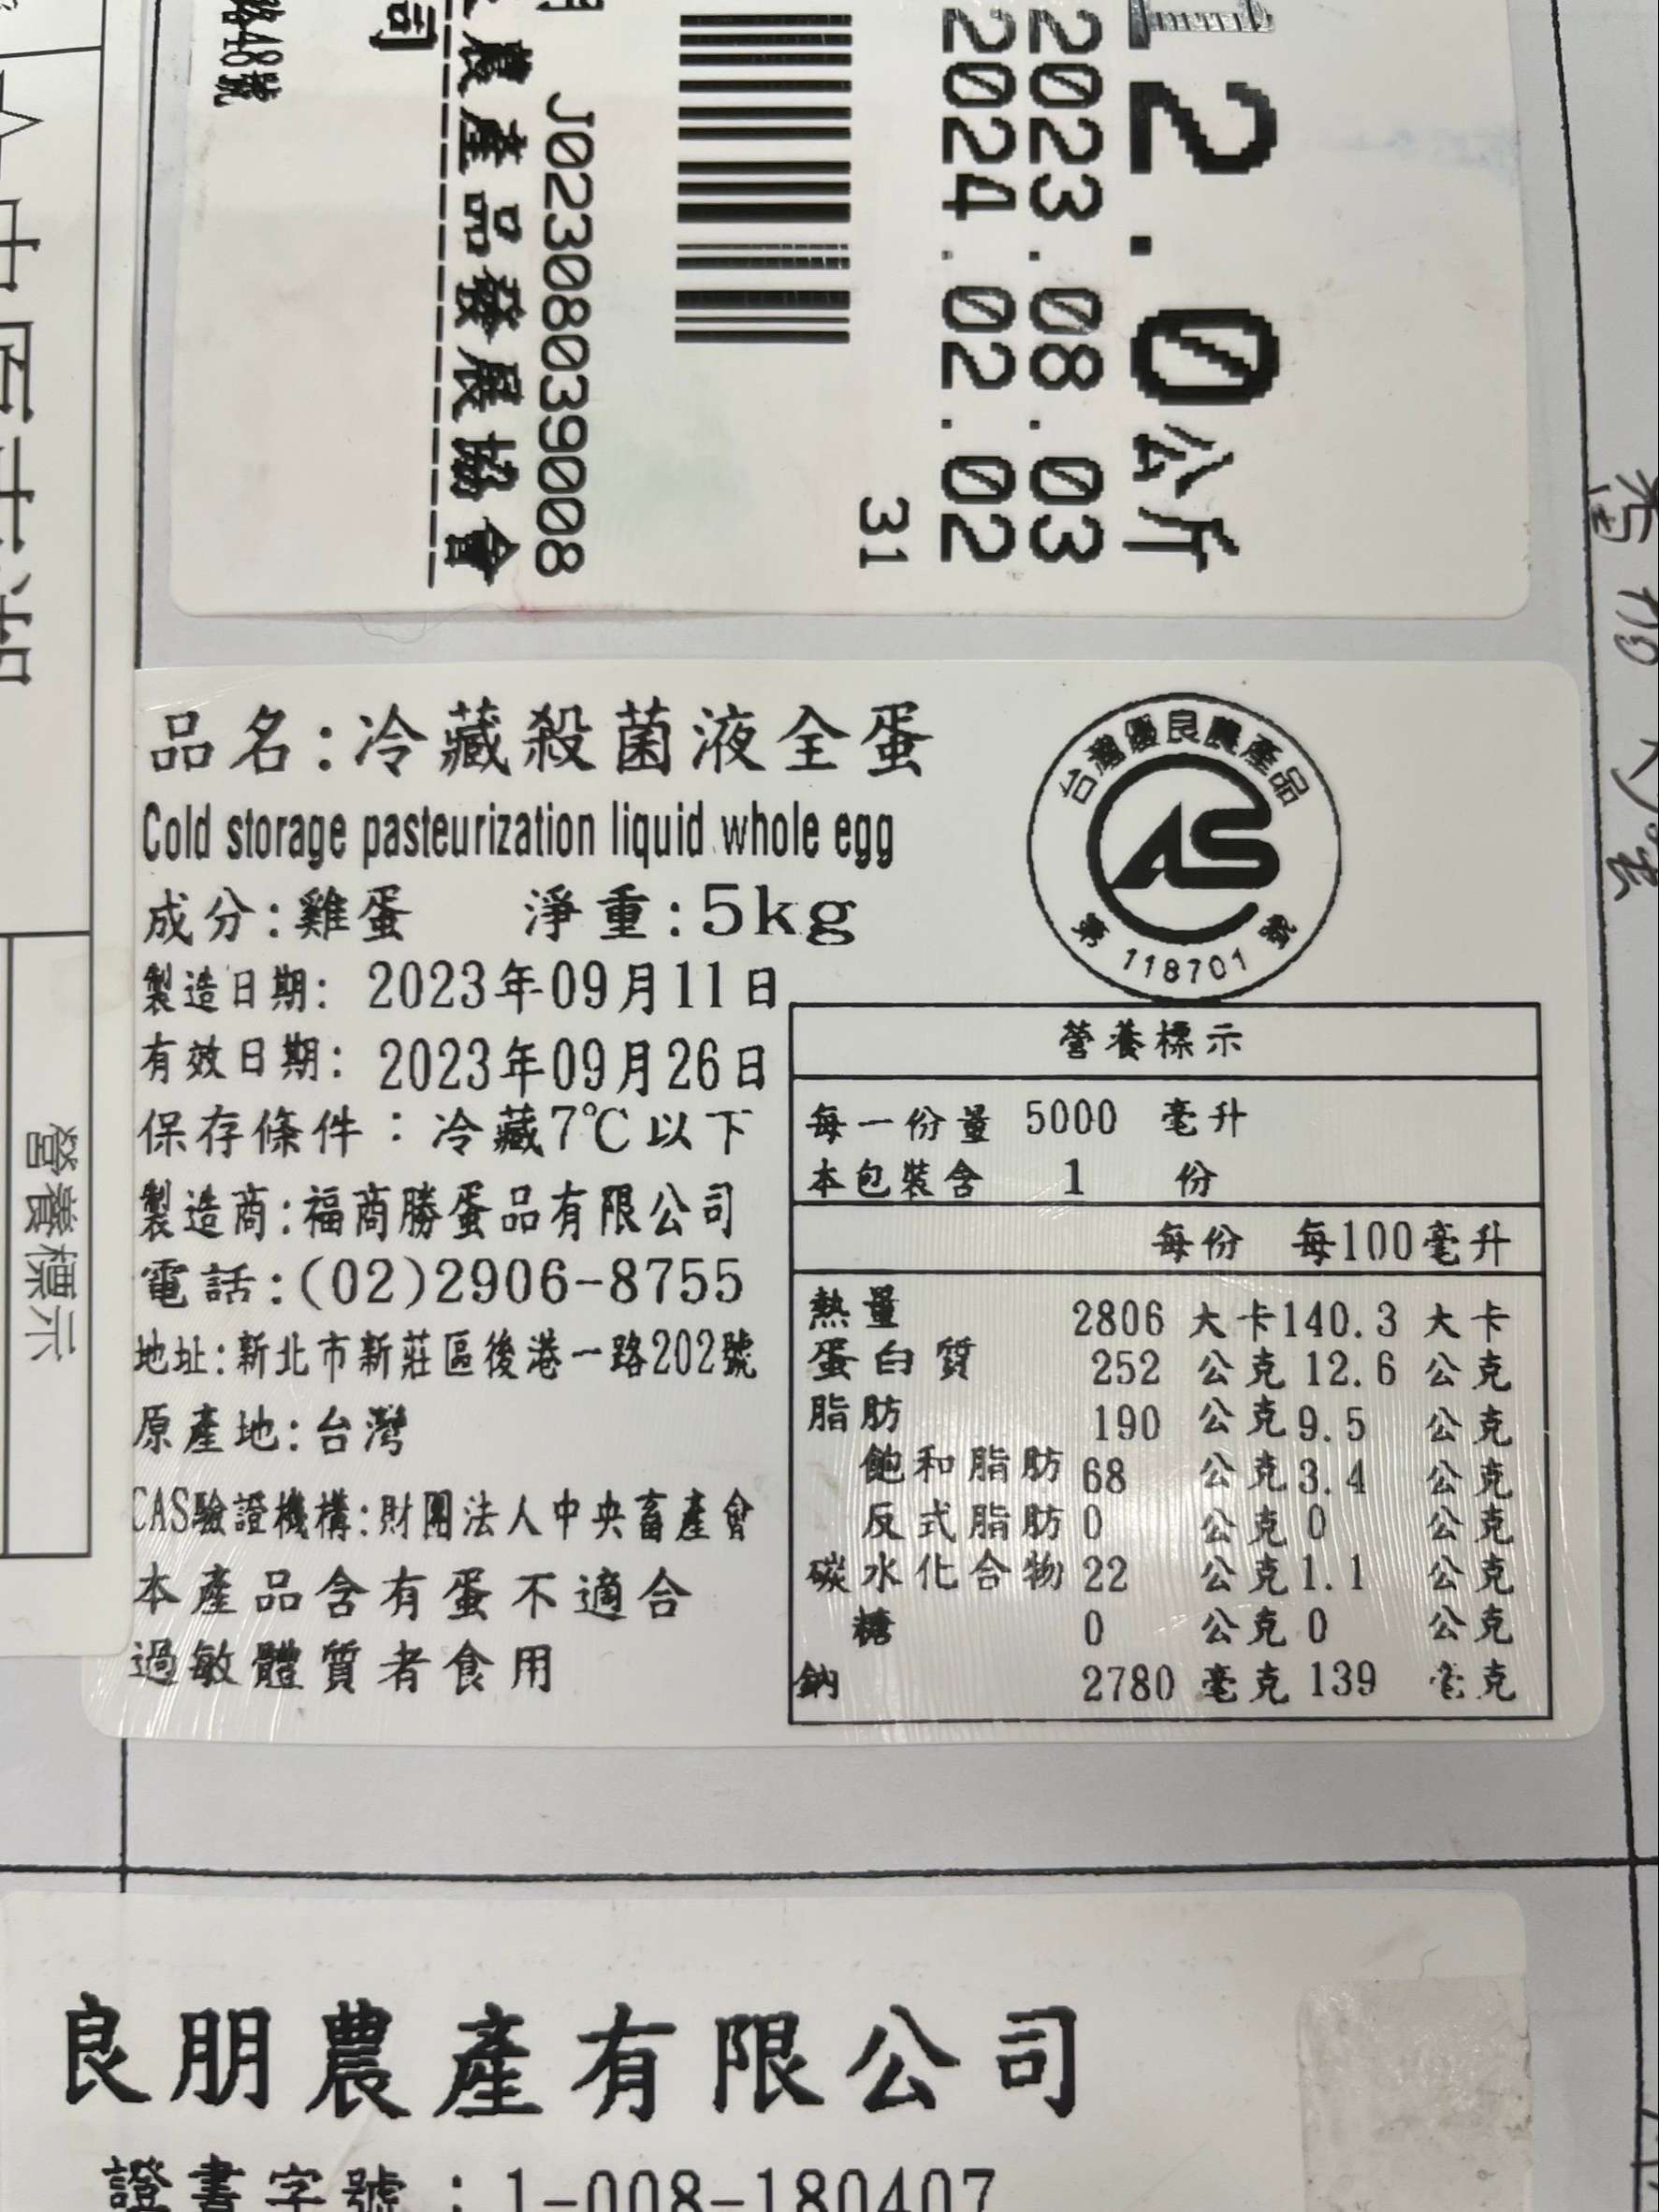 路48號
司
農產品發展協會
J02308039008
31
2024.02.02
2023.08.03
12.0公斤
品名:冷藏殺菌液全蛋
Cold storage pasteurization liquid whole egg
成分:雞蛋 淨重:5kg
製造日期: 2023年09月11日
有效日期: 2023年09月26日
保存條件:冷藏7℃以下
製造商:福商勝蛋品有限公司
電話:(02)2906-8755
地址:新北市新莊區後港一路202號
原產地:台灣
CAS驗證機構:財團法人中央畜產會
本產品含有蛋不適合
過敏體質者食用
台灣優良農產品
CAS
第118701號
營養標示
每一份量 5000 毫升
本包裝含 1 份
每份 每100毫升
熱量 2806 大卡 140.3 大卡
蛋白質 252 公克 12.6 公克
脂肪 190 公克 9.5 公克
飽和脂肪 68 公克 3.4 公克
反式脂肪 0 公克 0 公克
碳水化合物 22 公克 1.1 公克
糖 0 公克 0 公克
鈉 2780 毫克 139 毫克
營養標示
良朋農產有限公司
證書字號:1-008-180407